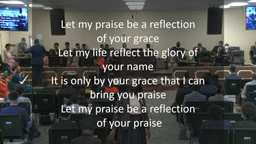 Let my praise be a reflection
of your grace
Let my life reflect the glory of
your name
It is only by your grace that I can
bring you praise
Let my praise be a reflection
of your praise